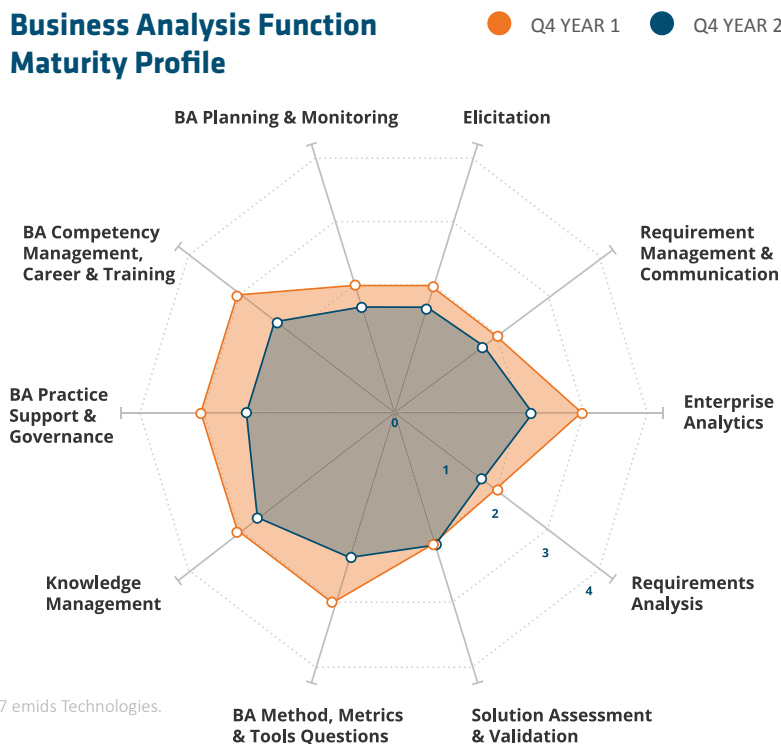 Business Analysis Function
Maturity Profile
Q4 YEAR 1
Q4 YEAR 2
BA Planning & Monitoring
Elicitation
BA Competency
Management,
Career & Training
Requirement
Management &
Communication
BA Practice
Support &
Governance
Enterprise
Analytics
0
1
2
3
4
Knowledge
Management
Requirements
Analysis
7 emids Technologies.
BA Method, Metrics
& Tools Questions
Solution Assessment
& Validation